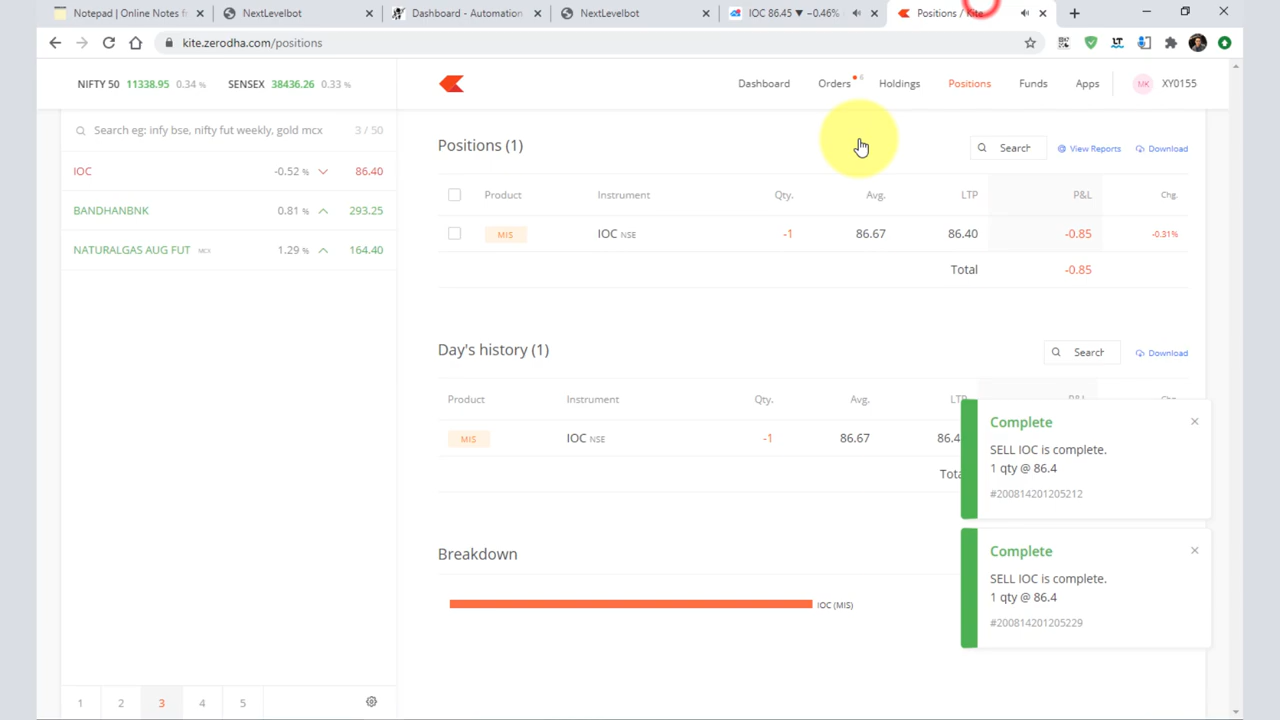 Notepad | Online Notes f
NextLevelbot
Dashboard - Automation
NextLevelbot
IOC 86.45 ▼ −0.46%
Positions / Kite
kite.zerodha.com/positions
NIFTY 50 11338.95 0.34 %
SENSEX 38436.26 0.33 %
Dashboard
Orders
6
Holdings
Positions
Funds
Apps
MK
XY0155
Search eg: infy bse, nifty fut weekly, gold mcx
3 / 50
IOC -0.52 % 86.40
BANDHANBNK 0.81 % 293.25
NATURALGAS AUG FUT MCX 1.29 % 164.40
1 2 3 4 5
Positions (1)
Search
View Reports
Download
Product Instrument Qty. Avg. LTP P&L Chg.
MIS IOC NSE -1 86.67 86.40 -0.85 -0.31%
Total -0.85
Day's history (1)
Search
Download
Product Instrument Qty. Avg.
MIS IOC NSE -1 86.67
Breakdown
IOC (MIS)
Complete
SELL IOC is complete.
1 qty @ 86.4
#200814201205212
Complete
SELL IOC is complete.
1 qty @ 86.4
#200814201205229